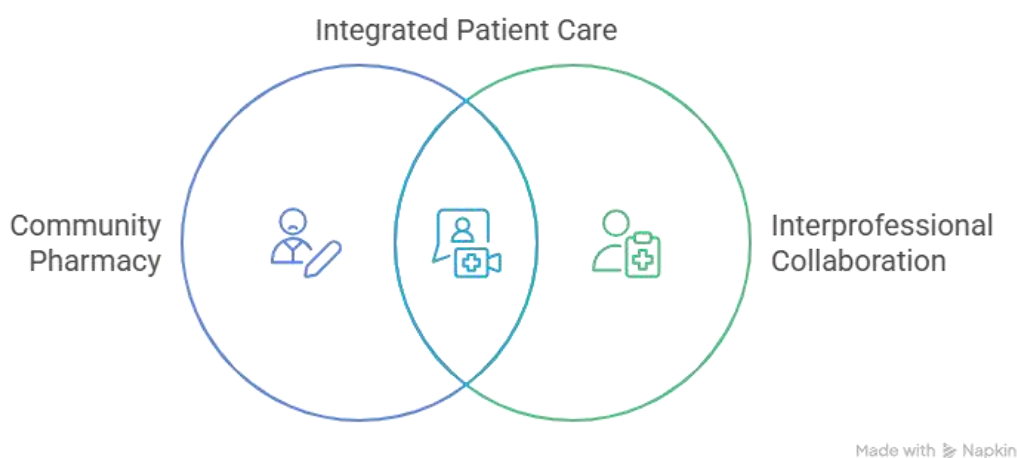 Integrated Patient Care
Community
Pharmacy
Interprofessional
Collaboration
Made with Napkin